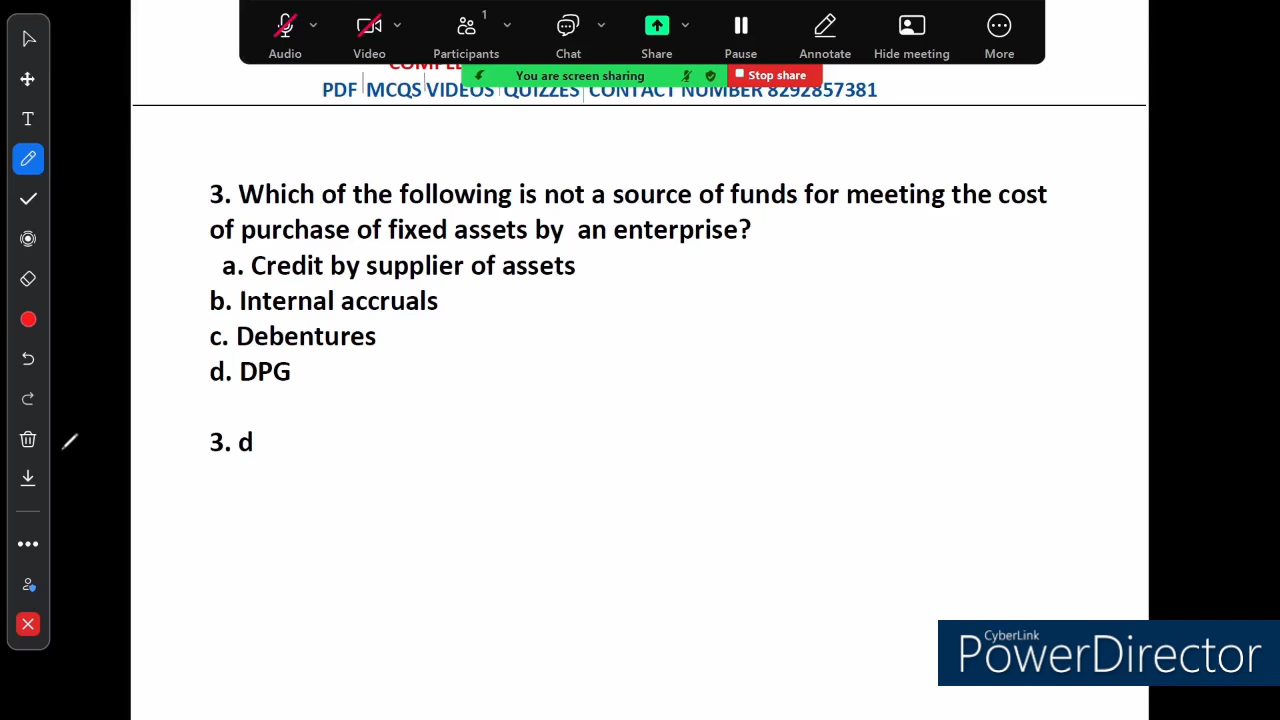 1
Audio
Video
Participants
Chat
Share
Pause
Annotate
Hide meeting
More
You are screen sharing
Stop share
PDF MCQS VIDEOS QUIZZES CONTACT NUMBER 8292857381
T
3. Which of the following is not a source of funds for meeting the cost
of purchase of fixed assets by an enterprise?
a. Credit by supplier of assets
b. Internal accruals
c. Debentures
d. DPG
3. d
CyberLink
PowerDirector